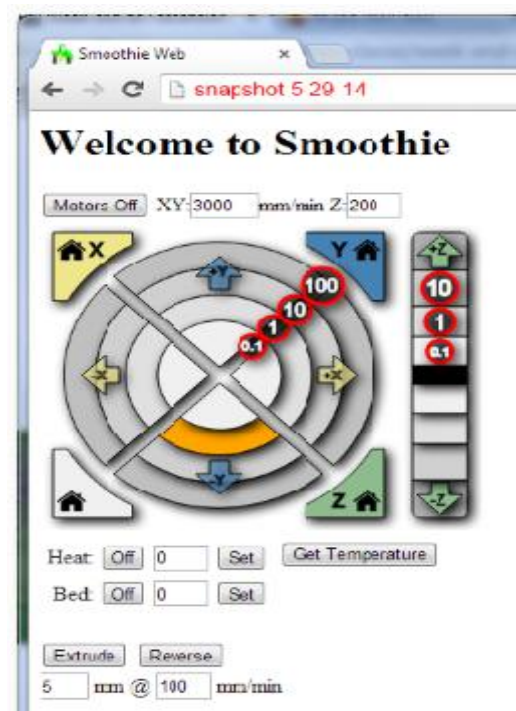 Smoothie Web
snapshot 5 29 14
Welcome to Smoothie
Motors Off XY: 3000 mm/min Z: 200
X Y +Z
+Y 100 10
10 1
1 0.1
0.1
-X +X
-Y
Z -Z
Heat: Off 0 Set Get Temperature
Bed: Off 0 Set
Extrude Reverse
5 mm @ 100 mm/min